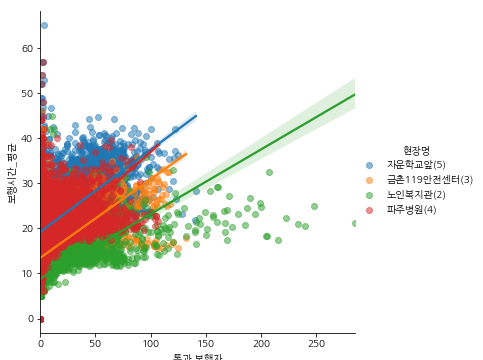 60
50
40
30
20
10
0
보행시간_평균
0 50 100 150 200 250
통과 보행자
현장명
자운학교앞(5)
금촌119안전센터(3)
노인복지관(2)
파주병원(4)